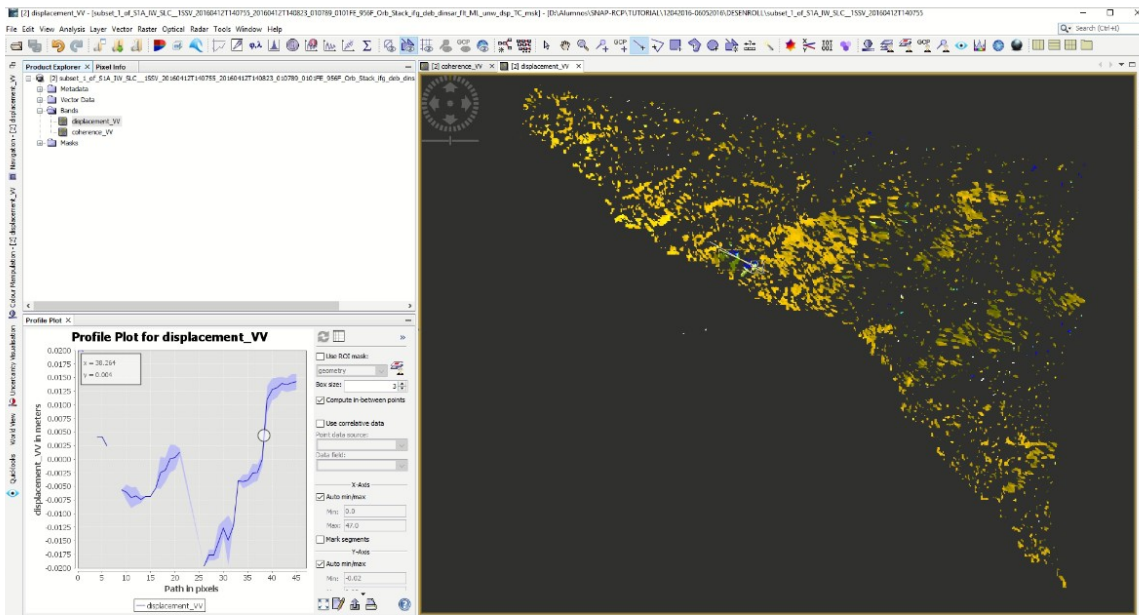 [2] displacement_VV - [subset_1_of_S1A_IW_SLC__1SSV_20160412T140755_20160412T140823_010789_0101FE_956F_Orb_Stack_ifg_deb_dinsar_flt_ML_unw_dsp_TC_msk] - [D:\Alumnos\SNAP-RCP\TUTORIAL\12042016-06052016\DESENROLL\subset_1_of_S1A_IW_SLC__1SSV_20160412T140755
File Edit View Analysis Layer Vector Raster Optical Radar Tools Window Help
Search (Ctrl+I)
Product Explorer Pixel Info
[2] subset_1_of_S1A_IW_SLC__1SSV_20160412T140755_20160412T140823_010789_0101FE_956F_Orb_Stack_ifg_deb_dinsar
Metadata
Vector Data
Bands
displacement_VV
coherence_VV
Masks
[2] coherence_VV [2] displacement_VV
Navigation - [2] displacement_VV
Colour Manipulation - [2] displacement_VV
Uncertainty Visualisation
World View
Quicklooks
Profile Plot
Profile Plot for displacement_VV
x = 38.264
y = 0.004
displacement_VV in meters
0.0200
0.0175
0.0150
0.0125
0.0100
0.0075
0.0050
0.0025
0.0000
-0.0025
-0.0050
-0.0075
-0.0100
-0.0125
-0.0150
-0.0175
-0.0200
0 5 10 15 20 25 30 35 40 45
Path in pixels
displacement_VV
Use ROI mask:
geometry
Box size: 3
Compute in-between points
Use correlative data
Point data source:
Data field:
X-Axis
Auto min/max
Min: 0.0
Max: 47.0
Mark segments
Y-Axis
Auto min/max
Min: -0.02